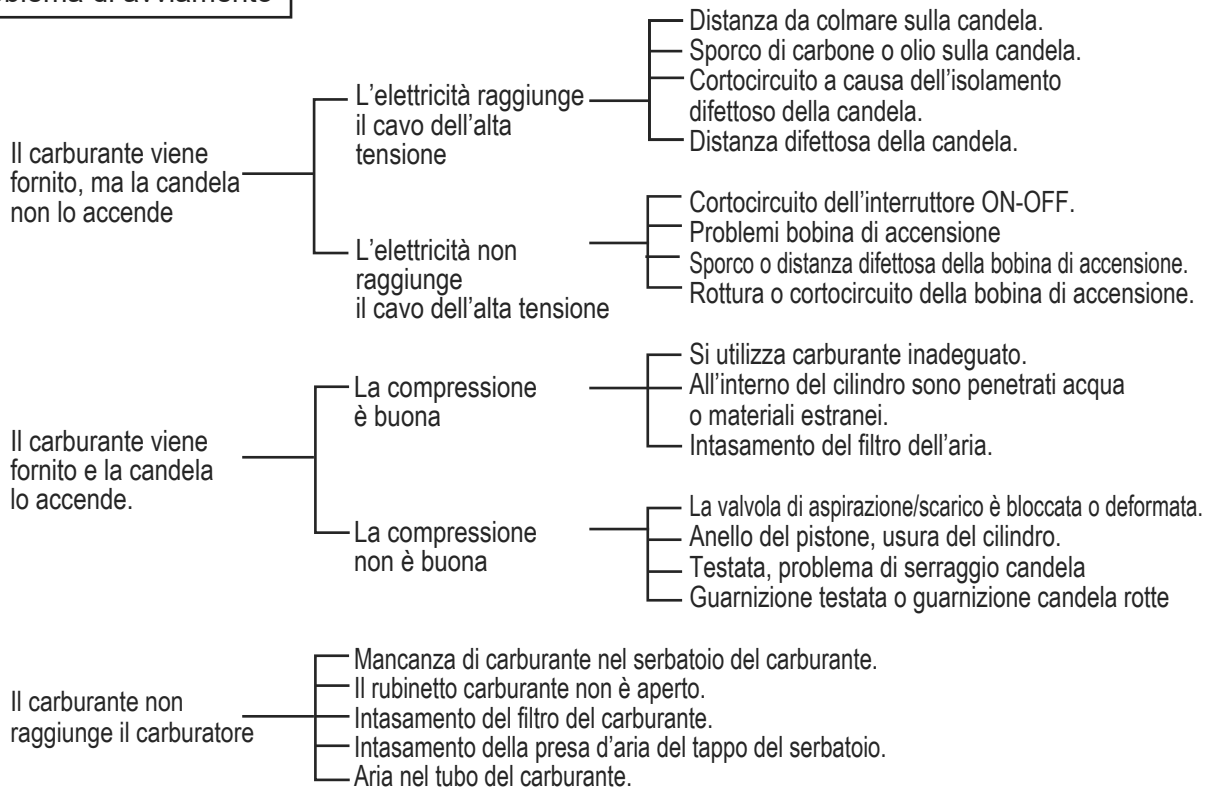 di avviamento
Il carburante viene
fornito, ma la candela
non lo accende
L'elettricità raggiunge
il cavo dell'alta
tensione
Distanza da colmare sulla candela.
Sporco di carbone o olio sulla candela.
Cortocircuito a causa dell'isolamento
difettoso della candela.
Distanza difettosa della candela.
L'elettricità non
raggiunge
il cavo dell'alta tensione
Cortocircuito dell'interruttore ON-OFF.
Problemi bobina di accensione
Sporco o distanza difettosa della bobina di accensione.
Rottura o cortocircuito della bobina di accensione.
Il carburante viene
fornito e la candela
lo accende.
La compressione
è buona
Si utilizza carburante inadeguato.
All'interno del cilindro sono penetrati acqua
o materiali estranei.
Intasamento del filtro dell'aria.
La compressione
non è buona
La valvola di aspirazione/scarico è bloccata o deformata.
Anello del pistone, usura del cilindro.
Testata, problema di serraggio candela
Guarnizione testata o guarnizione candela rotte
Il carburante non
raggiunge il carburatore
Mancanza di carburante nel serbatoio del carburante.
Il rubinetto carburante non è aperto.
Intasamento del filtro del carburante.
Intasamento della presa d'aria del tappo del serbatoio.
Aria nel tubo del carburante.